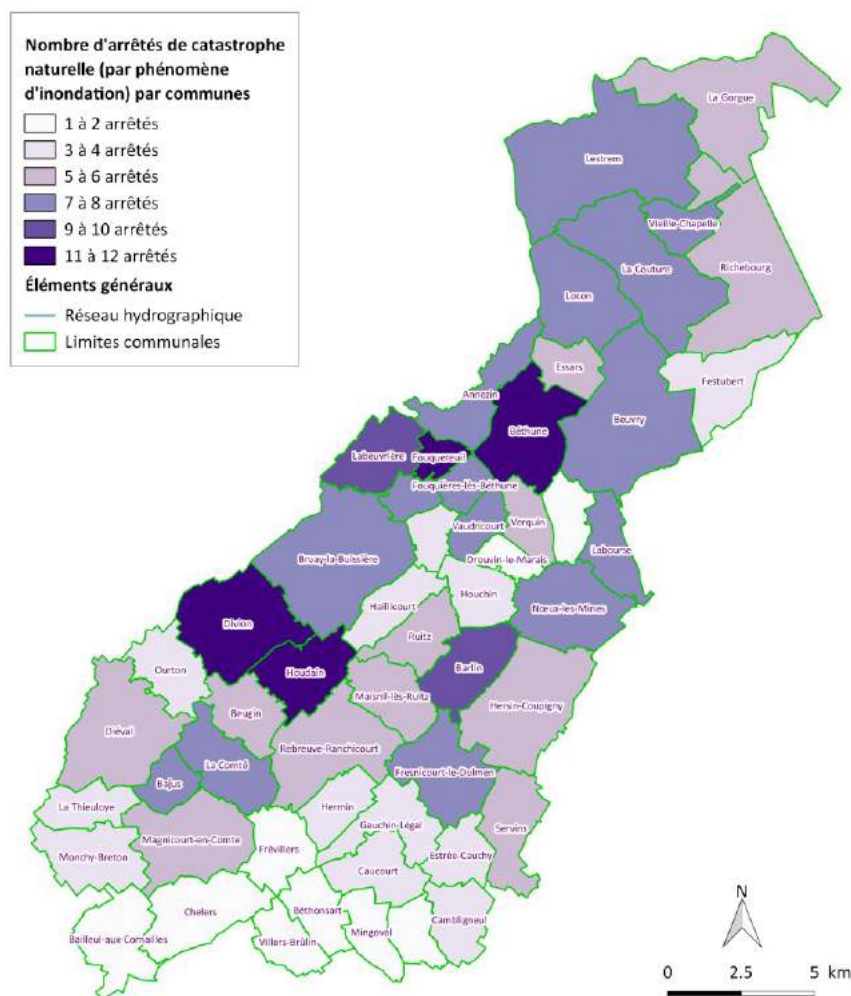 Nombre d'arrêtés de catastrophe
naturelle (par phénomène
d'inondation) par communes
1 à 2 arrêtés
3 à 4 arrêtés
5 à 6 arrêtés
7 à 8 arrêtés
9 à 10 arrêtés
11 à 12 arrêtés
Éléments généraux
Réseau hydrographique
Limites communales
La Gorgue
Lestrem
Vieille-Chapelle
La Couture
Richebourg
Locon
Essars
Festubert
Annezin
Béthune
Beuvry
Labeuvrière
Fouquereuil
Fouquières-lès-Béthune
Vaudricourt
Verquin
Labourse
Bruay-la-Buissière
Drouvin-le-Marais
Houchin
Haillicourt
Nœux-les-Mines
Divion
Ruitz
Ourton
Houdain
Barlin
Maisnil-lès-Ruitz
Hersin-Coupigny
Beugin
Diéval
Rebreuve-Ranchicourt
La Comté
Fresnicourt-le-Dolmen
Bajus
La Thieuloye
Hermin
Gauchin-Légal
Servins
Magnicourt-en-Comte
Frévillers
Estrée-Cauchy
Monchy-Breton
Caucourt
Chelers
Béthonsart
Cambligneul
Bailleul-aux-Cornailles
Villers-Brûlin
Mingoval
N
0 2.5 5 km